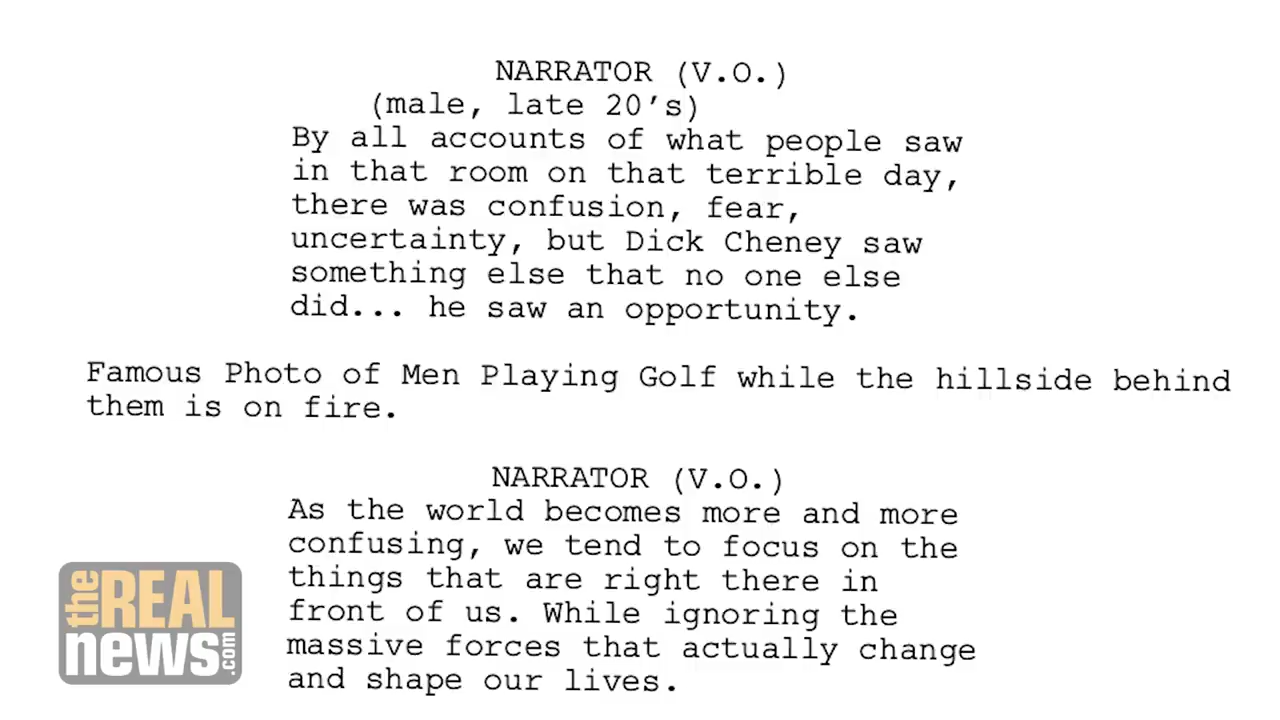 NARRATOR (V.O.)
(male, late 20's)
By all accounts of what people saw
in that room on that terrible day,
there was confusion, fear,
uncertainty, but Dick Cheney saw
something else that no one else
did... he saw an opportunity.
Famous Photo of Men Playing Golf while the hillside behind
them is on fire.
NARRATOR (V.O.)
As the world becomes more and more
confusing, we tend to focus on the
things that are right there in
front of us. While ignoring the
massive forces that actually change
and shape our lives.
the REAL
news.com